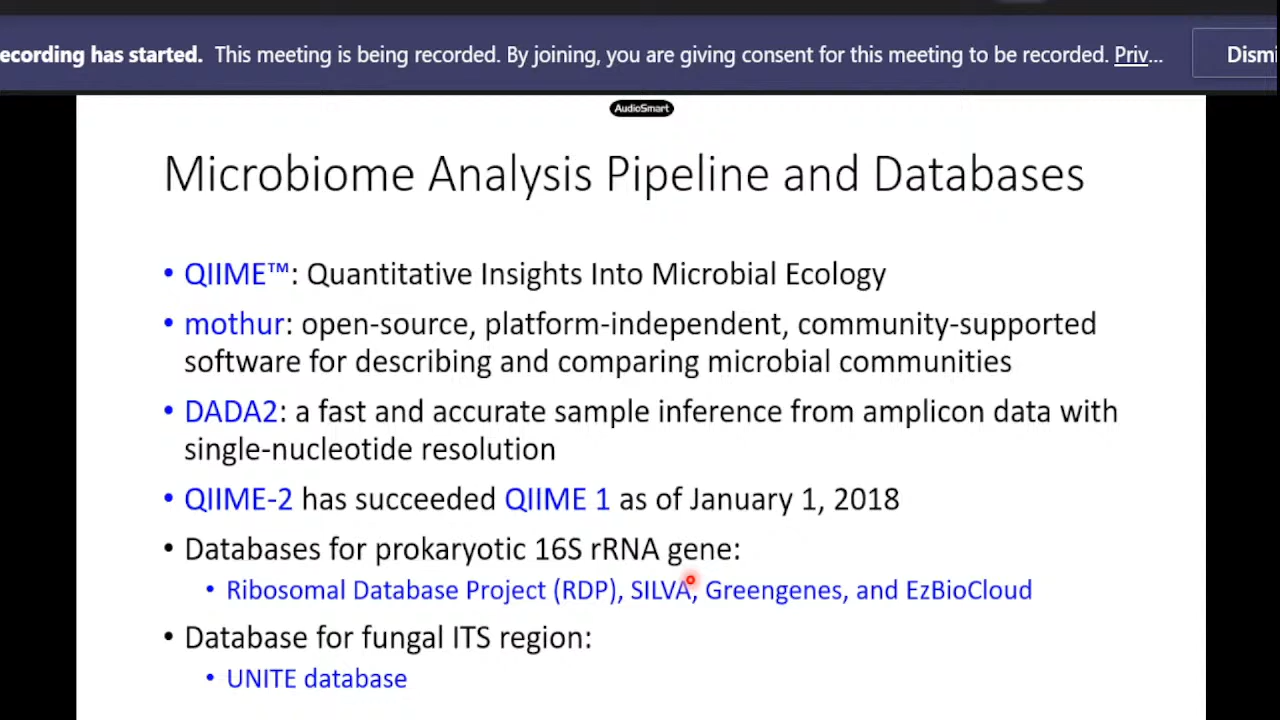 ecording has started. This meeting is being recorded. By joining, you are giving consent for this meeting to be recorded. Priv...
Dismi
AudioSmart
Microbiome Analysis Pipeline and Databases
• QIIME™: Quantitative Insights Into Microbial Ecology
• mothur: open-source, platform-independent, community-supported
software for describing and comparing microbial communities
• DADA2: a fast and accurate sample inference from amplicon data with
single-nucleotide resolution
• QIIME-2 has succeeded QIIME 1 as of January 1, 2018
• Databases for prokaryotic 16S rRNA gene:
• Ribosomal Database Project (RDP), SILVA, Greengenes, and EzBioCloud
• Database for fungal ITS region:
• UNITE database